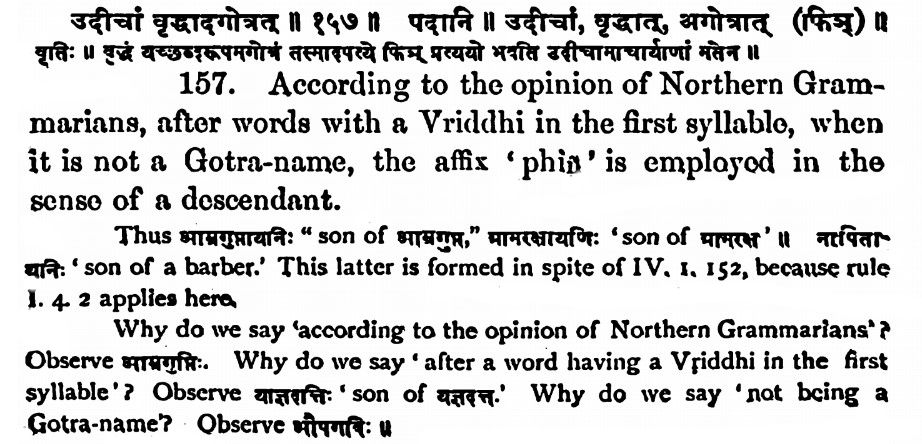 उदीचां वृद्धादगोत्रत् ॥ १५७ ॥ पदानि ॥ उदीचां, वृद्धात्, अगोत्रात् (फिञ्) ॥
वृत्तिः ॥ वृद्धं यच्छब्दरूपमगोत्रं तस्मादपत्ये फिञ् प्रत्ययो भवति उदीचामाचार्याणां मतेन ॥
157. According to the opinion of Northern Gram-
marians, after words with a Vriddhi in the first syllable, when
it is not a Gotra-name, the affix ‘phiñ’ is employed in the
sense of a descendant.
Thus आम्रगुप्तायनिः “son of आम्रगुप्त,” ग्रामरक्षायणिः ‘son of ग्रामरक्ष’ ॥ नापिता-
यनिः ‘son of a barber.’ This latter is formed in spite of IV. 1. 152, because rule
I. 4. 2 applies here.
Why do we say ‘according to the opinion of Northern Grammarians’?
Observe आम्रगुप्तिः. Why do we say ‘after a word having a Vṛiddhi in the first
syllable’? Observe याज्ञदत्तिः ‘son of यज्ञदत्त.’ Why do we say ‘not being a
Gotra-name’? Observe औपगविः ॥